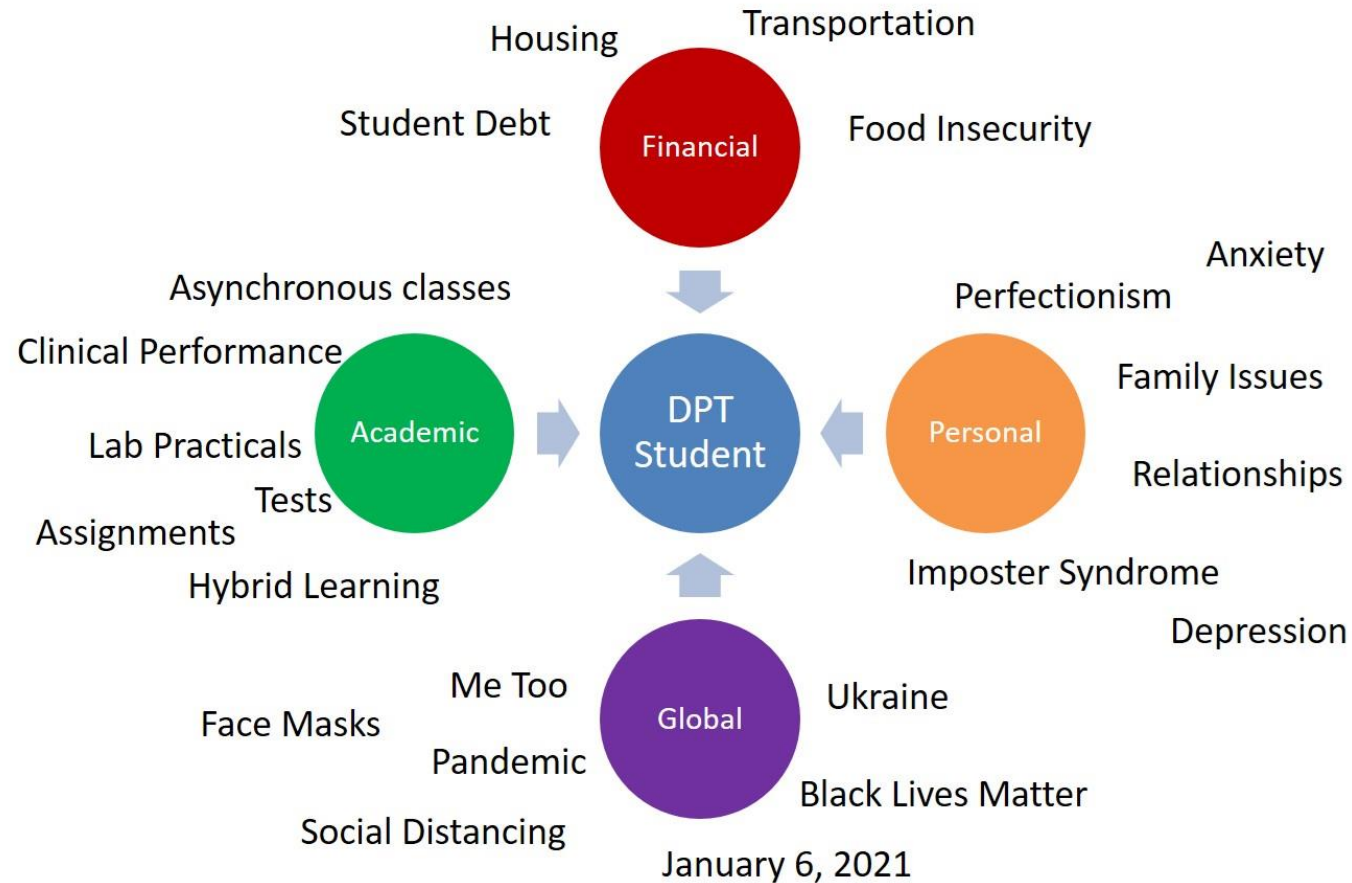 Transportation
Housing
Student Debt
Financial
Food Insecurity
Asynchronous classes
Clinical Performance
Academic
Lab Practicals
Tests
Assignments
Hybrid Learning
DPT
Student
Anxiety
Perfectionism
Family Issues
Personal
Relationships
Imposter Syndrome
Depression
Me Too
Face Masks
Global
Ukraine
Pandemic
Black Lives Matter
Social Distancing
January 6, 2021